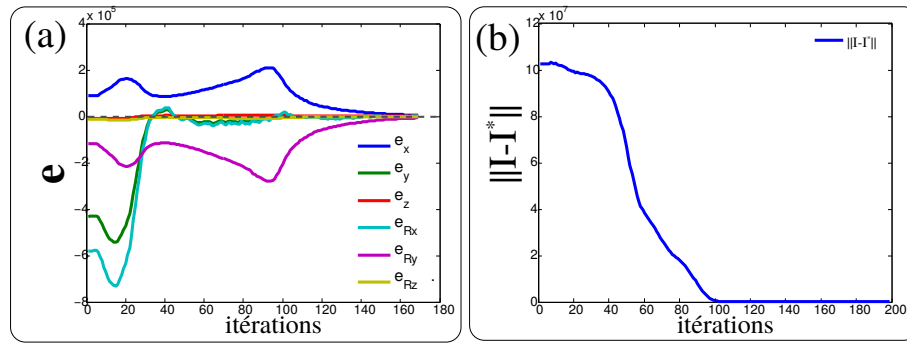 (a)
x 10^5
4
2
0
−2
−4
−6
−8
e
e_x
e_y
e_z
e_Rx
e_Ry
e_Rz
0 20 40 60 80 100 120 140 160 180
itérations
(b)
x 10^7
12
10
8
6
4
2
0
||I-I*||
||I-I*||
0 20 40 60 80 100 120 140 160 180 200
itérations